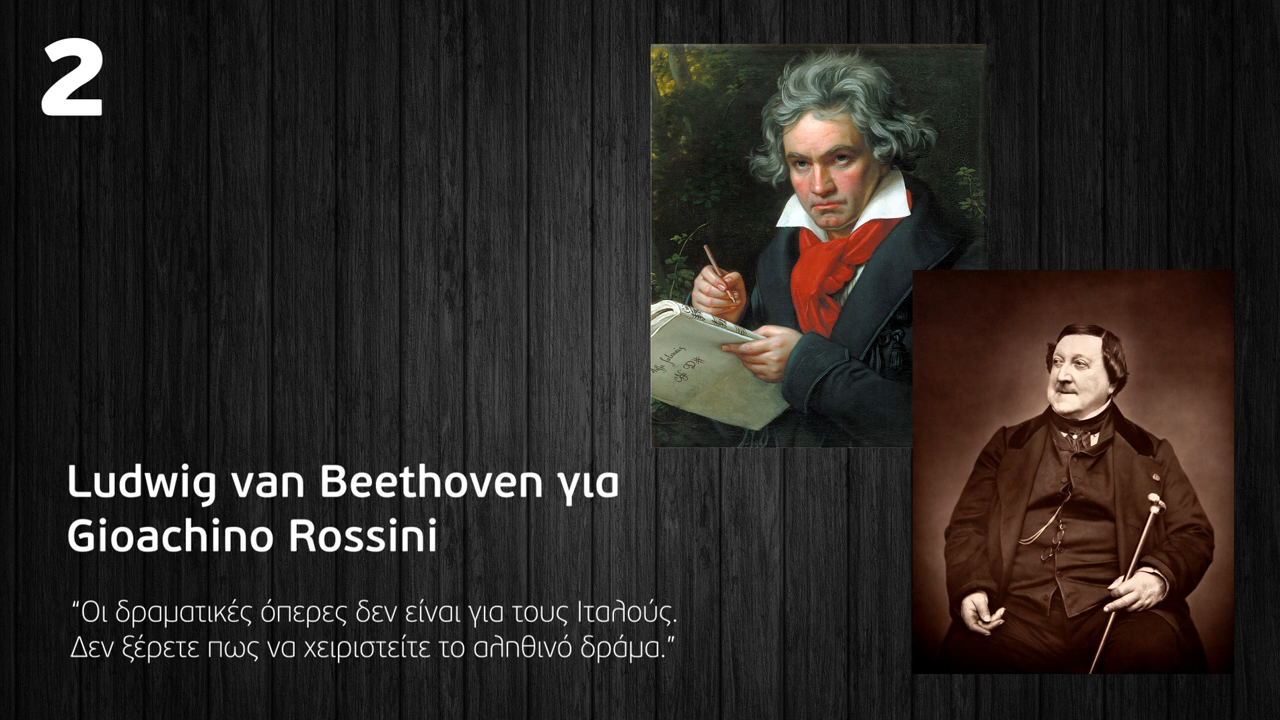 2
Ludwig van Beethoven για
Gioachino Rossini
“Οι δραματικές όπερες δεν είναι για τους Ιταλούς.
Δεν ξέρετε πως να χειριστείτε το αληθινό δράμα.”